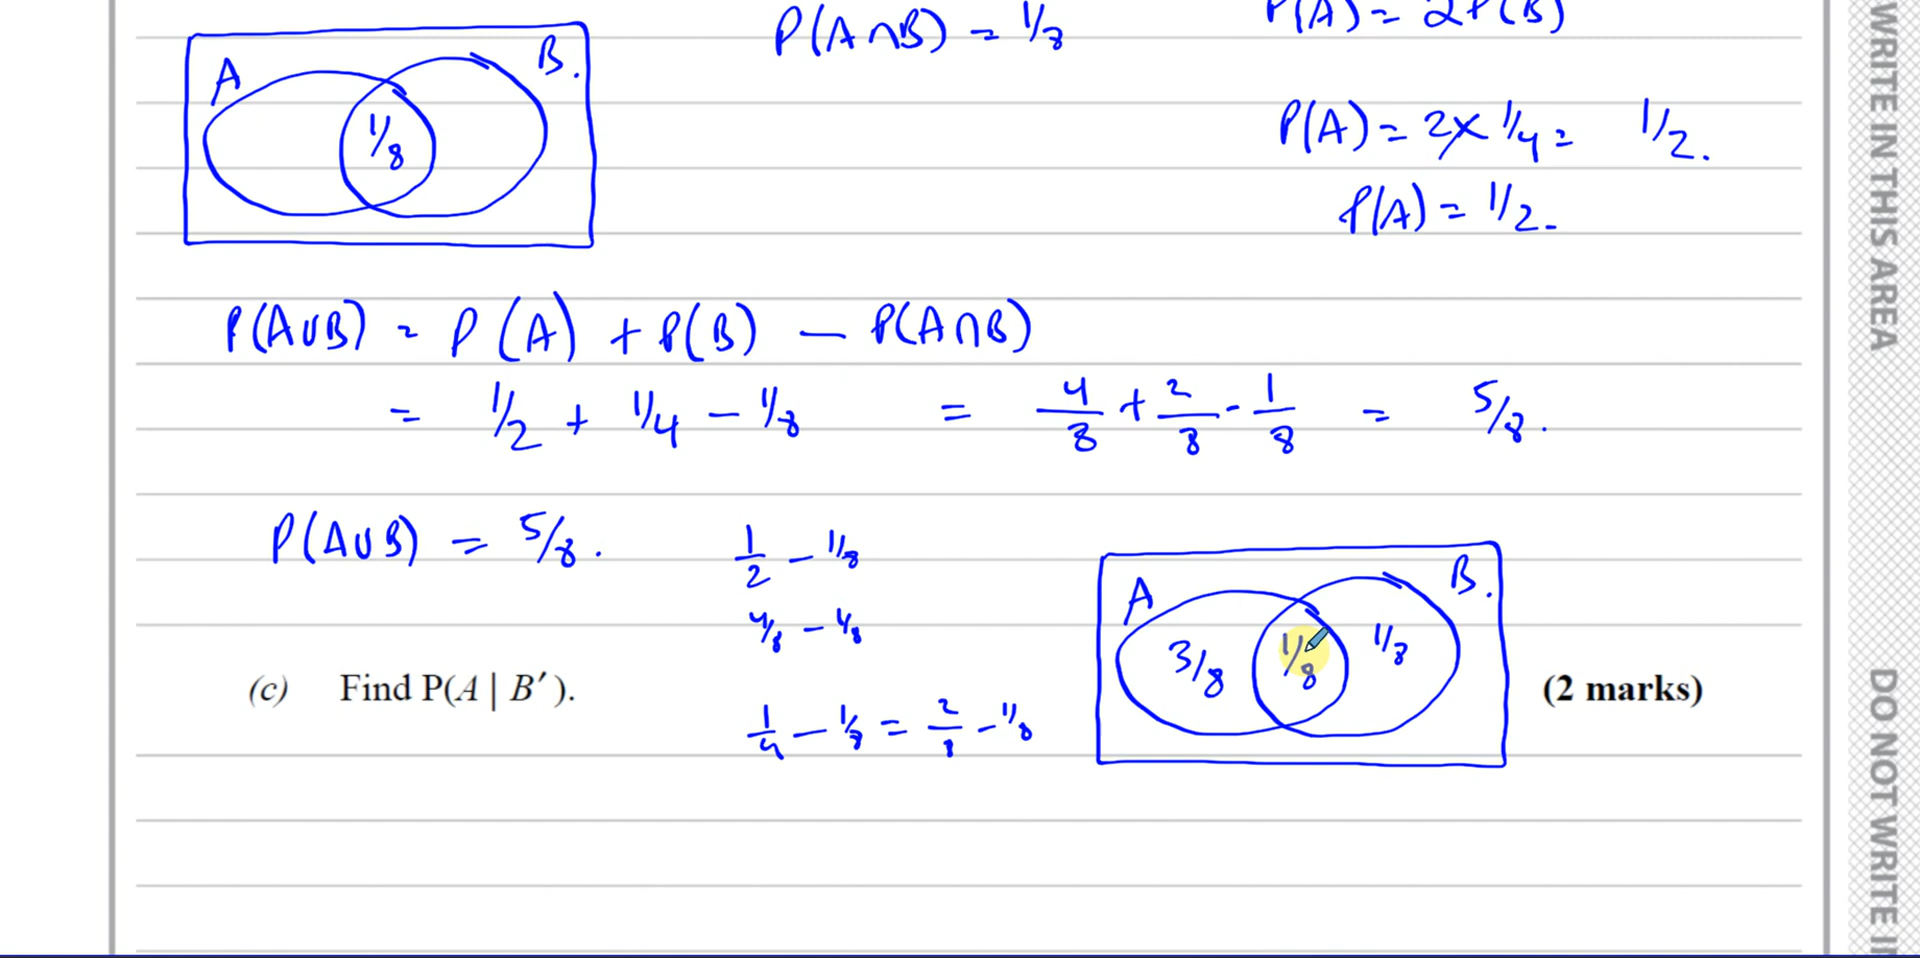 P(A∩B) = 1/8
P(A) = 2P(B)
A
B.
1/8
P(A) = 2 x 1/4 = 1/2.
P(A) = 1/2.
P(A∪B) = P(A) + P(B) — P(A∩B)
= 1/2 + 1/4 — 1/8 = 4/8 + 2/8 - 1/8 = 5/8.
P(A∪B) = 5/8.
1/2 — 1/8
4/8 — 1/8
A
B.
3/8
1/8
1/8
(c) Find P(A | B′). (2 marks)
1/4 — 1/8 = 2/8 - 1/8
WRITE IN THIS AREA
DO NOT WRITE I